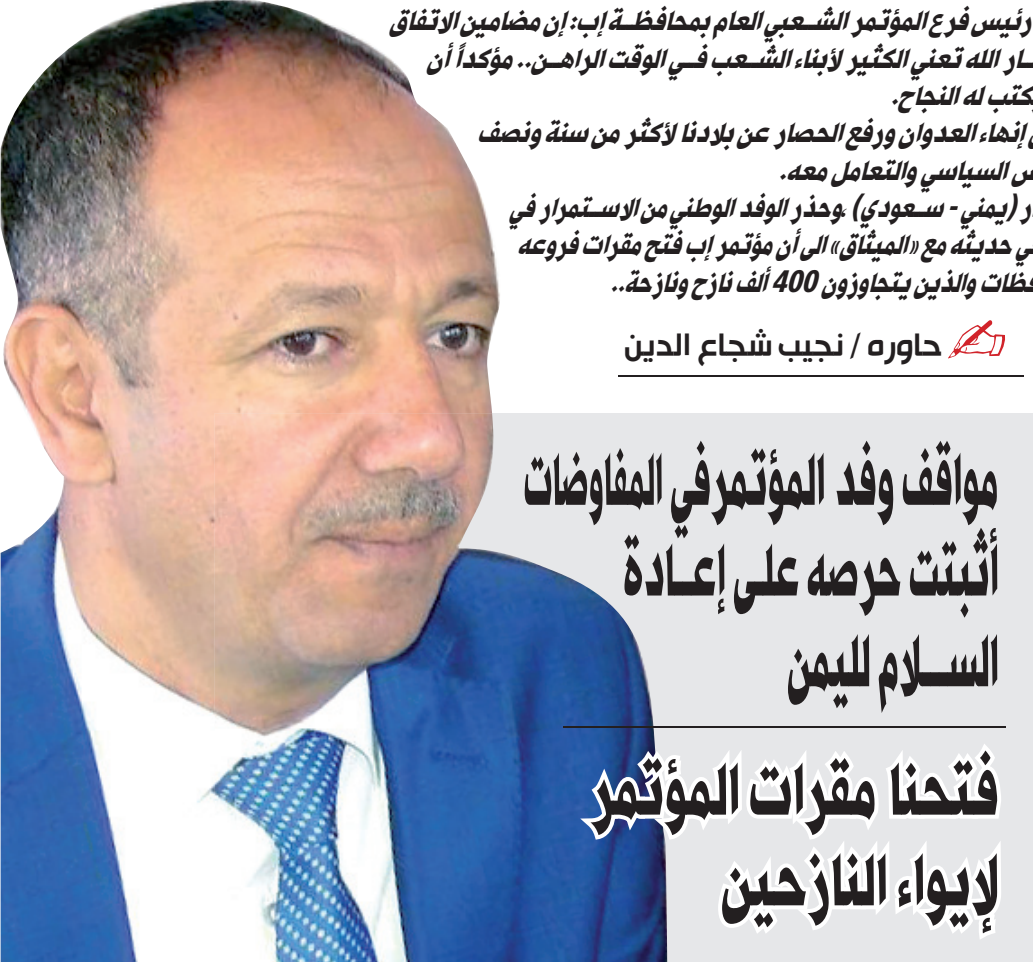 رئيس فرع المؤتمر الشعبي العام بمحافظة إب: إن مضامين الاتفاق
الله تعني الكثير لأبناء الشعب في الوقت الراهن.. مؤكداً أن
له النجاح.
إنهاء العدوان ورفع الحصار عن بلادنا لأكثر من سنة ونصف
السياسي والتعامل معه.
(يمني - سعودي) ،وحذر الوفد الوطني من الاستمرار في
حديثه مع «الميثاق» الى أن مؤتمر إب فتح مقرات فروعه
والذين يتجاوزون 400 ألف نازح ونازحة..
حاوره / نجيب شجاع الدين
مواقف وفد المؤتمرفي المفاوضات
أثبتت حرصه على إعادة
السلام لليمن
فتحنا مقرات المؤتمر
لإيواء النازحين